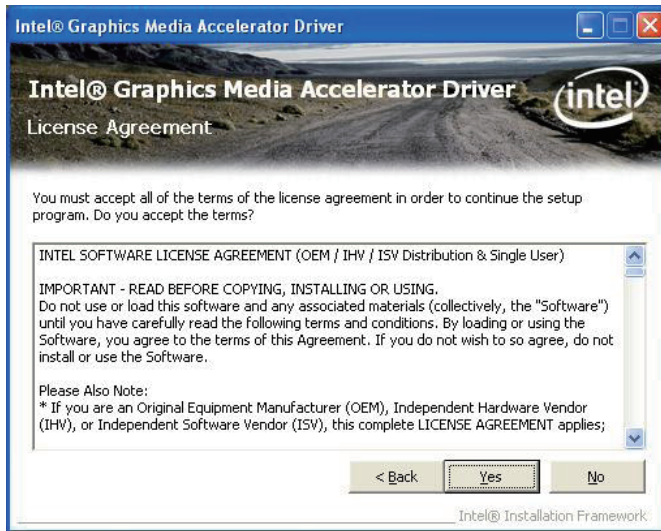 Intel® Graphics Media Accelerator Driver
Intel® Graphics Media Accelerator Driver
intel
License Agreement
You must accept all of the terms of the license agreement in order to continue the setup
program. Do you accept the terms?
INTEL SOFTWARE LICENSE AGREEMENT (OEM / IHV / ISV Distribution & Single User)
IMPORTANT - READ BEFORE COPYING, INSTALLING OR USING.
Do not use or load this software and any associated materials (collectively, the "Software")
until you have carefully read the following terms and conditions. By loading or using the
Software, you agree to the terms of this Agreement. If you do not wish to so agree, do not
install or use the Software.
Please Also Note:
* If you are an Original Equipment Manufacturer (OEM), Independent Hardware Vendor
(IHV), or Independent Software Vendor (ISV), this complete LICENSE AGREEMENT applies;
< Back Yes No
Intel® Installation Framework